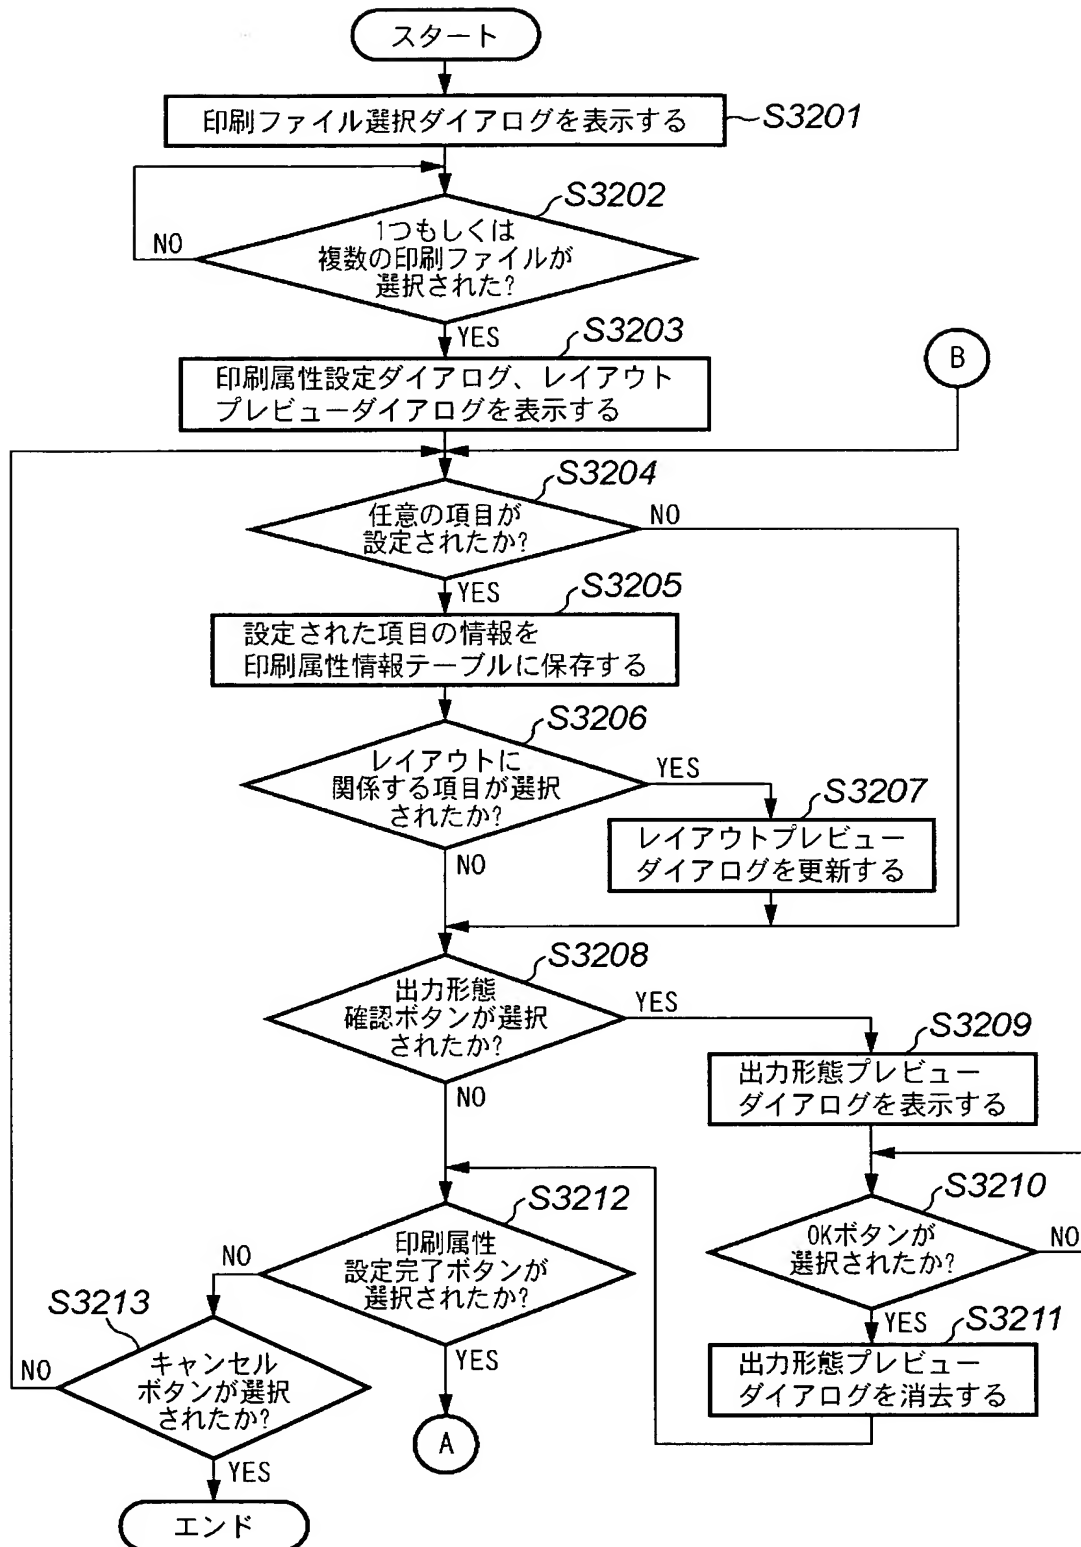 スタート
印刷ファイル選択ダイアログを表示する
S3201
S3202
1つもしくは
複数の印刷ファイルが
選択された?
NO
YES
S3203
印刷属性設定ダイアログ、レイアウト
プレビューダイアログを表示する
B
S3204
任意の項目が
設定されたか?
NO
YES
S3205
設定された項目の情報を
印刷属性情報テーブルに保存する
S3206
レイアウトに
関係する項目が選択
されたか?
YES
NO
S3207
レイアウトプレビュー
ダイアログを更新する
S3208
出力形態
確認ボタンが選択
されたか?
YES
NO
S3209
出力形態プレビュー
ダイアログを表示する
S3210
OKボタンが
選択されたか?
NO
YES
S3211
出力形態プレビュー
ダイアログを消去する
S3212
印刷属性
設定完了ボタンが
選択されたか?
NO
YES
A
S3213
キャンセル
ボタンが選択
されたか?
NO
YES
エンド